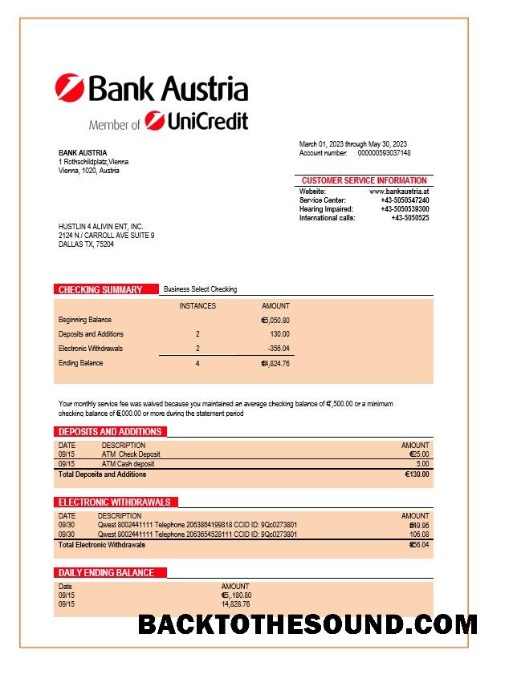 Bank Austria
Member of UniCredit
BANK AUSTRIA
1 Rothschildplatz,Vienna
Vienna, 1020, Austria
March 01, 2023 through May 30, 2023
Account number: 000000593037148
CUSTOMER SERVICE INFORMATION
Website: www.bankaustria.at
Service Center: +43-5050547240
Hearing Impaired: +43-5050539300
International calls: +43-5050525
HUSTLIN 4 ALIVIN ENT, INC.
2124 N./ CARROLL AVE SUITE 9
DALLAS TX, 75204
CHECKING SUMMARY Business Select Checking
INSTANCES AMOUNT
Beginning Balance €5,050.80
Deposits and Additions 2 130.00
Electronic Withdrawals 2 -356.04
Ending Balance 4 €4,824.76
Your monthly service fee was waived because you maintained an average checking balance of €7,500.00 or a minimum
checking balance of €6,000.00 or more during the statement period
DEPOSITS AND ADDITIONS
DATE DESCRIPTION AMOUNT
09/15 ATM Check Deposit €25.00
09/15 ATM Cash deposit 5.00
Total Deposits and Additions €130.00
ELECTRONIC WITHDRAWALS
DATE DESCRIPTION AMOUNT
09/30 Qwest 8002441111 Telephone 2063864199818 CCID ID: 9Qc0273801
09/30 Qwest 8002441111 Telephone 2063654528111 CCID ID: 9Qc0273801 106.08
Total Electronic Withdrawals
DAILY ENDING BALANCE
Date AMOUNT
09/15 €5,180.80
09/15 14,828.76
BACKTOTHESOUND.COM